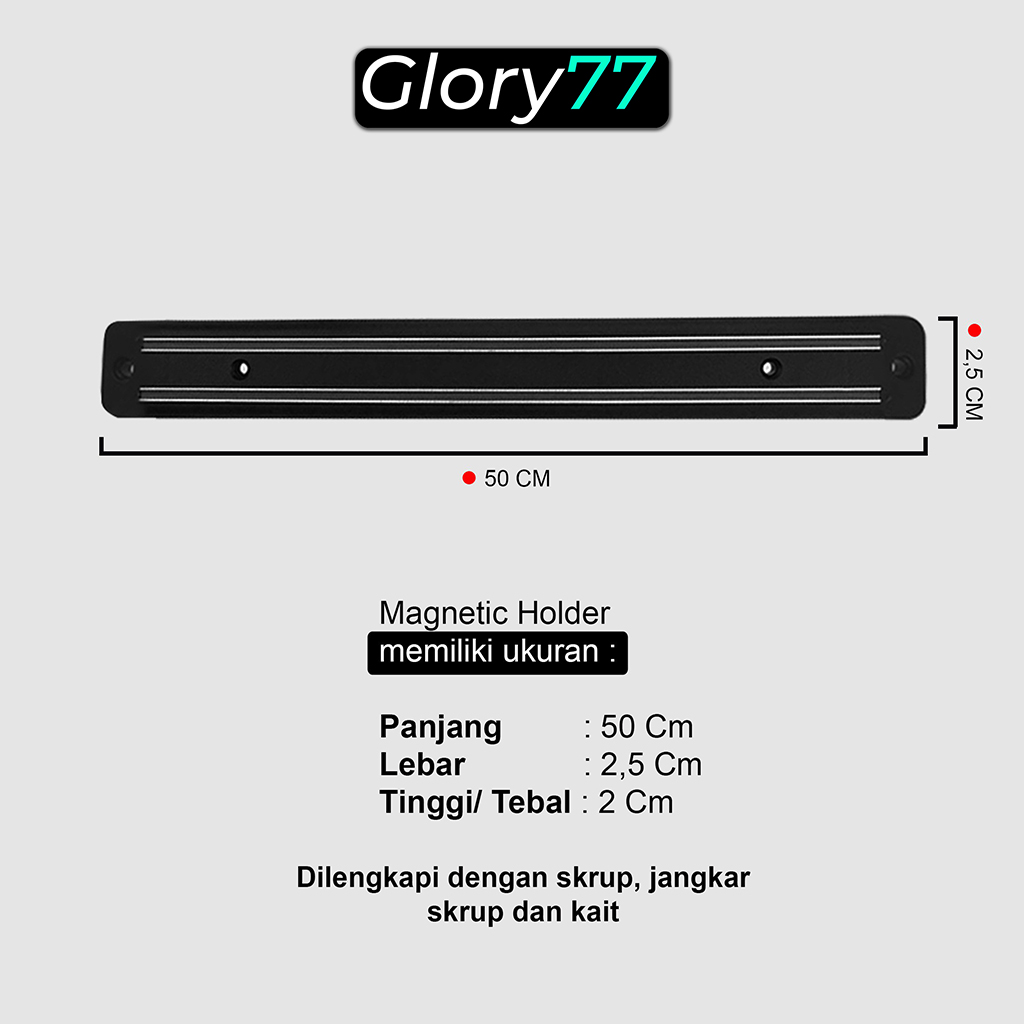 Glory77
2,5 CM
50 CM
Magnetic Holder
memiliki ukuran :
Panjang : 50 Cm
Lebar : 2,5 Cm
Tinggi/ Tebal : 2 Cm
Dilengkapi dengan skrup, jangkar
skrup dan kait